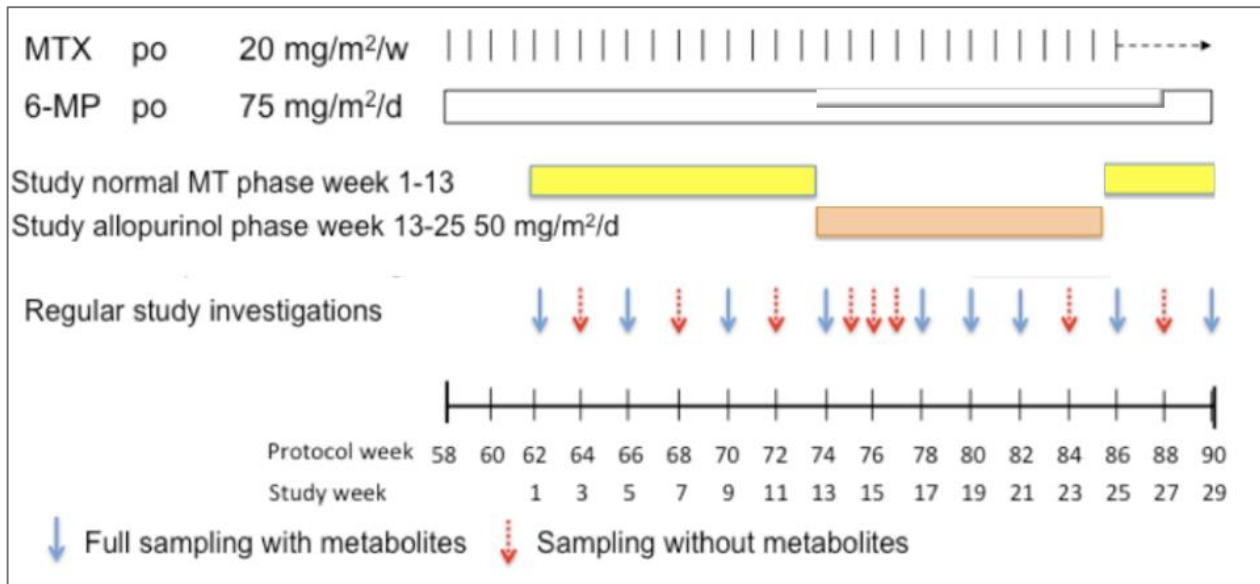 MTX po 20 mg/m²/w
6-MP po 75 mg/m²/d
Study normal MT phase week 1-13
Study allopurinol phase week 13-25 50 mg/m²/d
Regular study investigations
Protocol week 58 60 62 64 66 68 70 72 74 76 78 80 82 84 86 88 90
Study week 1 3 5 7 9 11 13 15 17 19 21 23 25 27 29
Full sampling with metabolites Sampling without metabolites